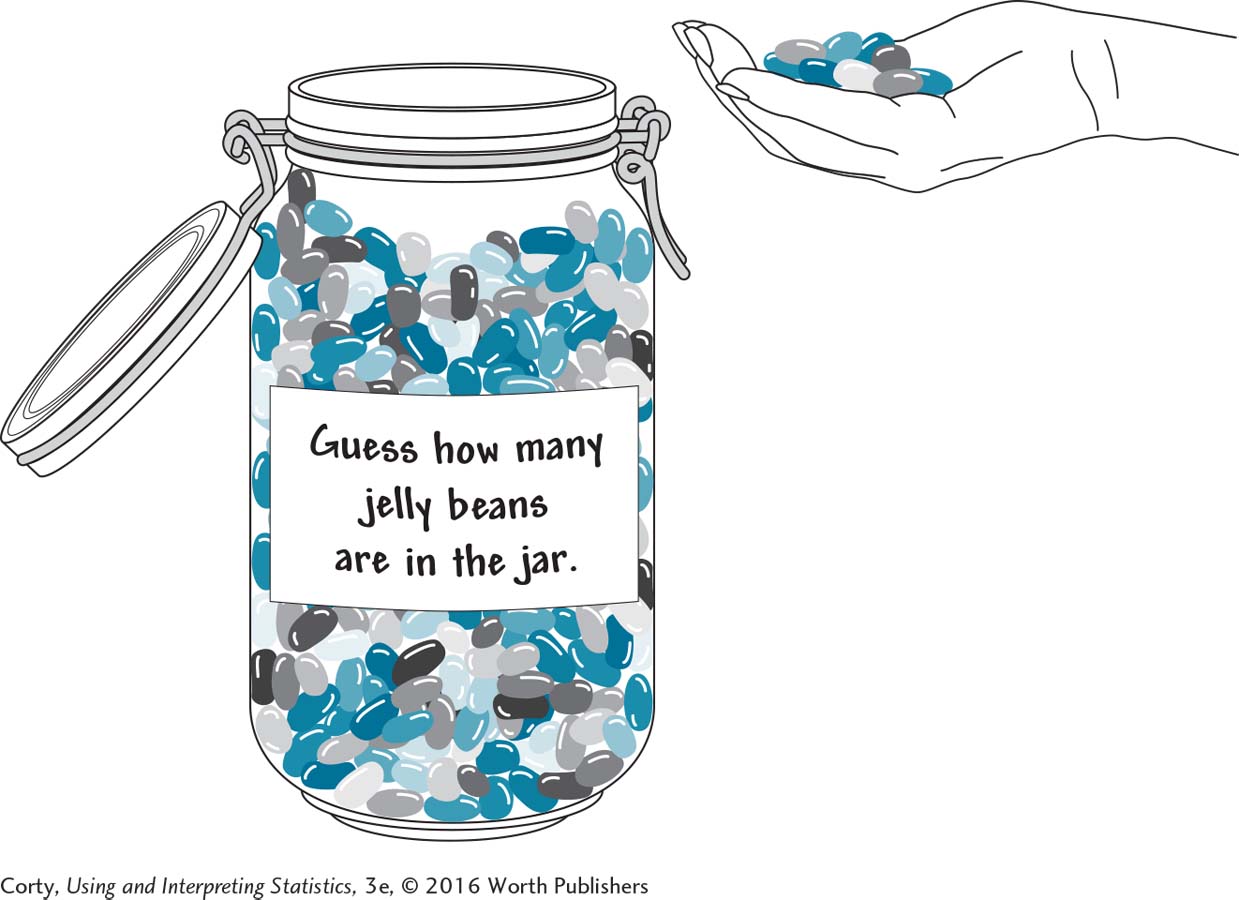 Guess how many
jelly beans
are in the jar.
Corty, Using and Interpreting Statistics, 3e, © 2016 Worth Publishers